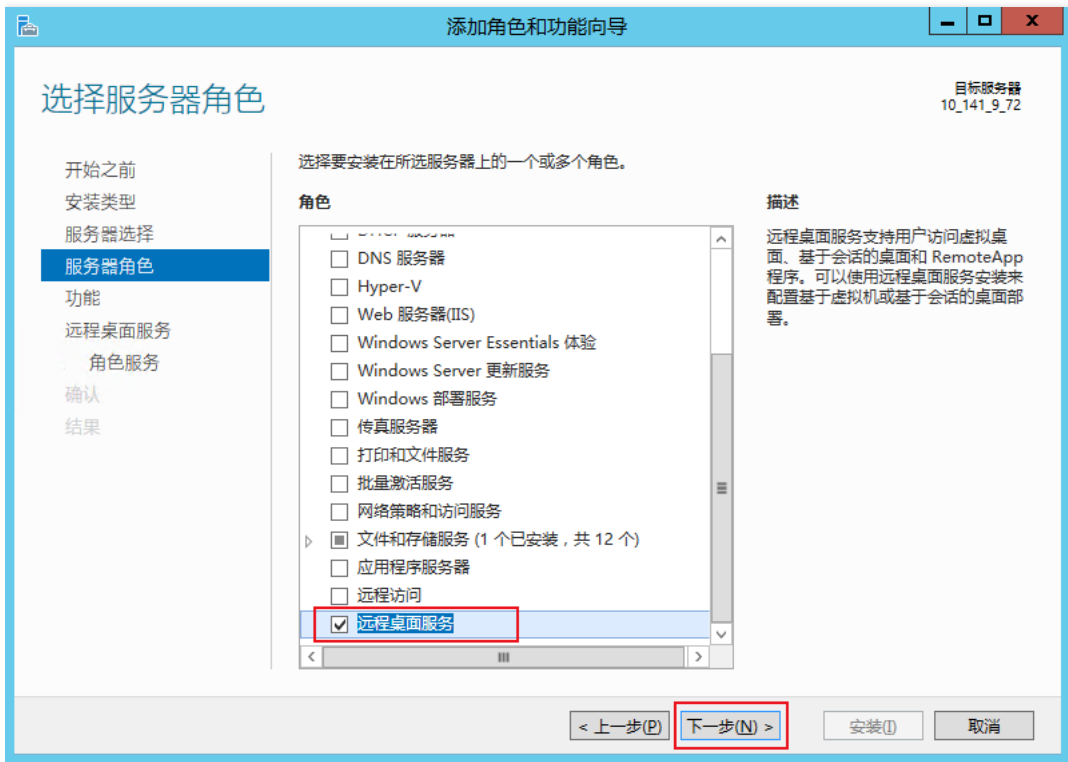 添加角色和功能向导
选择服务器角色
目标服务器
10_141_9_72
开始之前
安装类型
服务器选择
服务器角色
功能
远程桌面服务
角色服务
确认
结果
选择要安装在所选服务器上的一个或多个角色。
角色
DNS 服务器
Hyper-V
Web 服务器(IIS)
Windows Server Essentials 体验
Windows Server 更新服务
Windows 部署服务
传真服务器
打印和文件服务
批量激活服务
网络策略和访问服务
文件和存储服务 (1 个已安装，共 12 个)
应用程序服务器
远程访问
远程桌面服务
描述
远程桌面服务支持用户访问虚拟桌
面、基于会话的桌面和 RemoteApp
程序。可以使用远程桌面服务安装来
配置基于虚拟机或基于会话的桌面部
署。
< 上一步(P)
下一步(N) >
安装(I)
取消